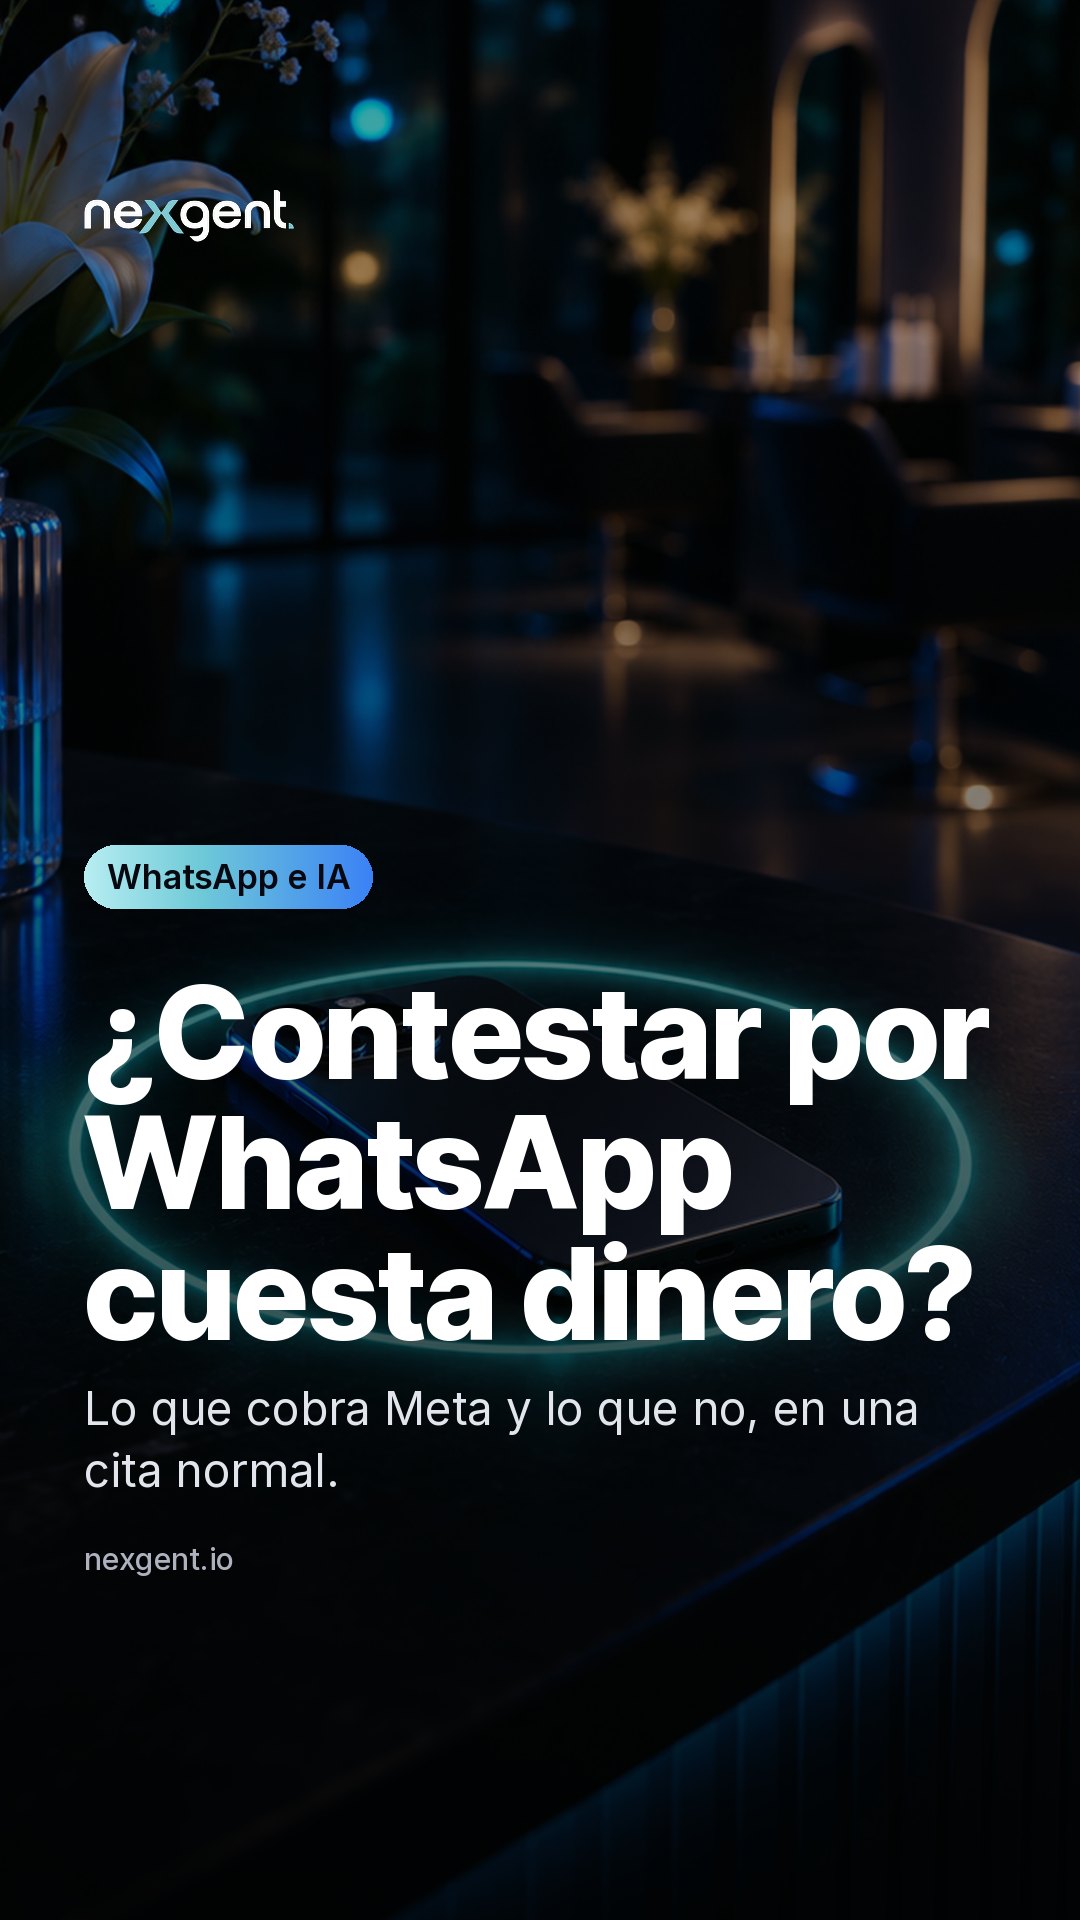 nexgent.
WhatsApp e IA
¿Contestar por
WhatsApp
cuesta dinero?
Lo que cobra Meta y lo que no, en una
cita normal.
nexgent.io